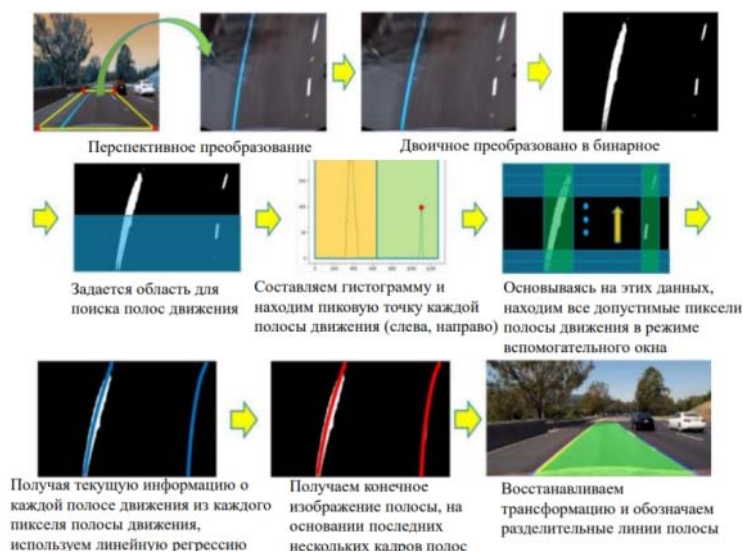 Перспективное преобразование
Двоичное преобразовано в бинарное
Задается область для
поиска полос движения
Составляем гистограмму и
находим пиковую точку каждой
полосы движения (слева, направо)
Основываясь на этих данных,
находим все допустимые пиксели
полосы движения в режиме
вспомогательного окна
Получая текущую информацию о
каждой полосе движения из каждого
пикселя полосы движения,
используем линейную регрессию
Получаем конечное
изображение полосы, на
основании последних
нескольких кадров полос
Восстанавливаем
трансформацию и обозначаем
разделительные линии полосы